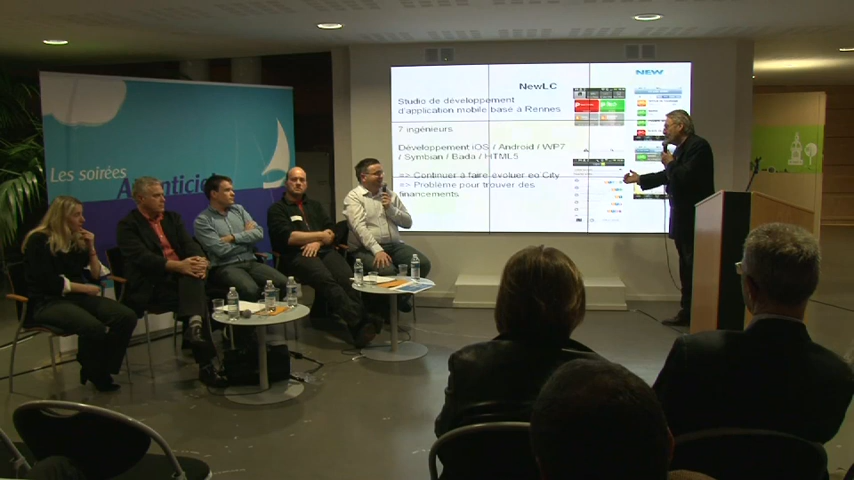 Les soirées
NewLC
NEW
Studio de développement
d'application mobile basé à Rennes
7 ingénieurs
Développement iOS / Android / WP7
/ Symbian / Bada / HTML5
=> Continuer à faire évoluer eo City
=> Problème pour trouver des
financements